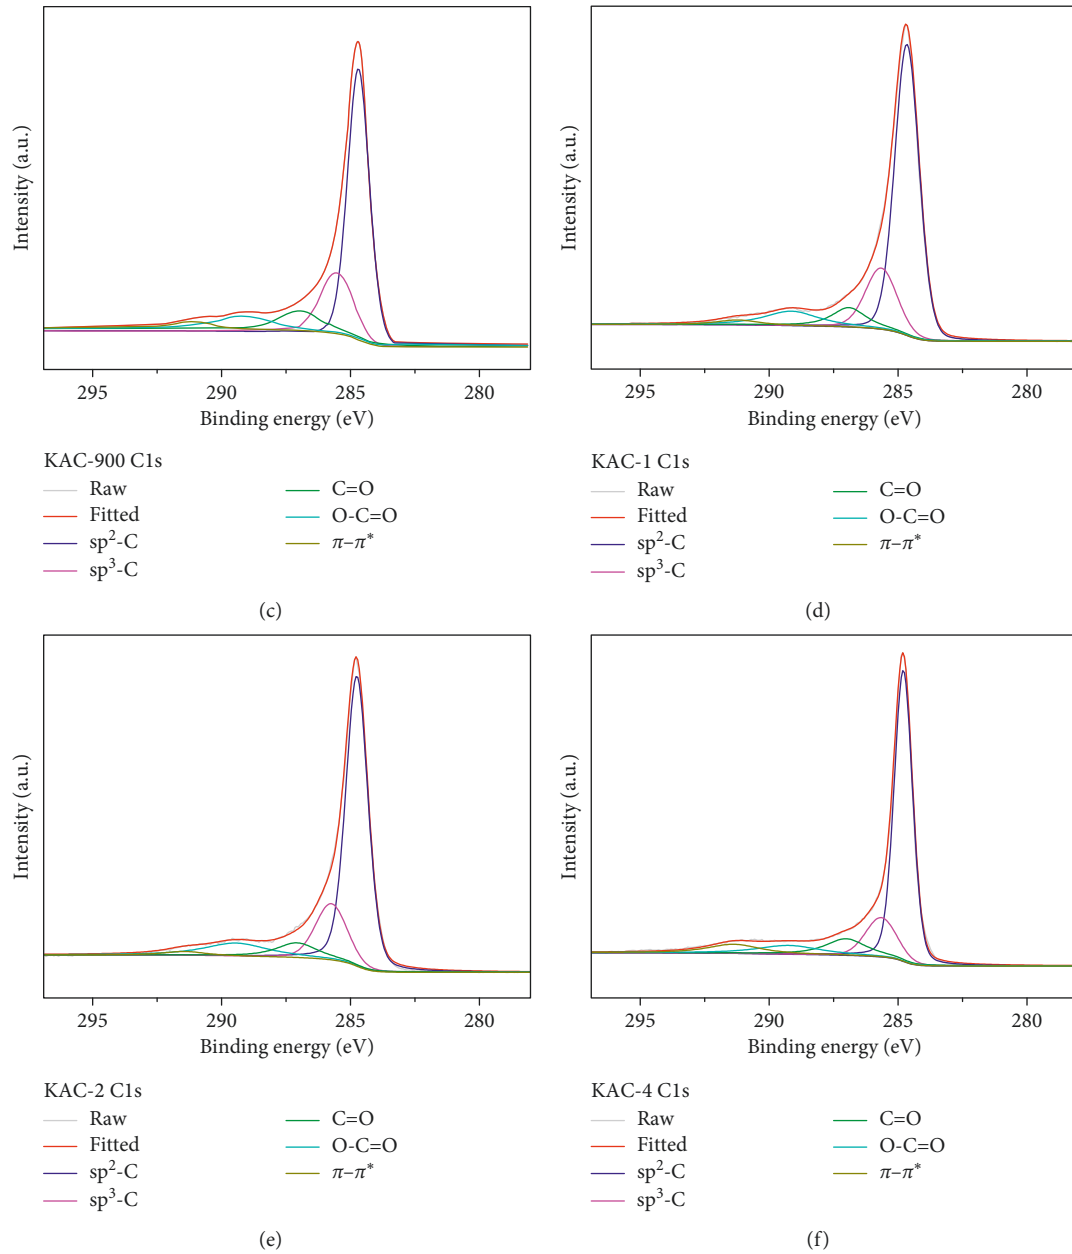 Intensity (a.u.)
295 290 285 280
Binding energy (eV)
KAC-900 C1s
Raw
Fitted
sp²-C
sp³-C
C=O
O-C=O
π–π*
(c)
Intensity (a.u.)
295 290 285 280
Binding energy (eV)
KAC-1 C1s
Raw
Fitted
sp²-C
sp³-C
C=O
O-C=O
π–π*
(d)
Intensity (a.u.)
295 290 285 280
Binding energy (eV)
KAC-2 C1s
Raw
Fitted
sp²-C
sp³-C
C=O
O-C=O
π–π*
(e)
Intensity (a.u.)
295 290 285 280
Binding energy (eV)
KAC-4 C1s
Raw
Fitted
sp²-C
sp³-C
C=O
O-C=O
π–π*
(f)